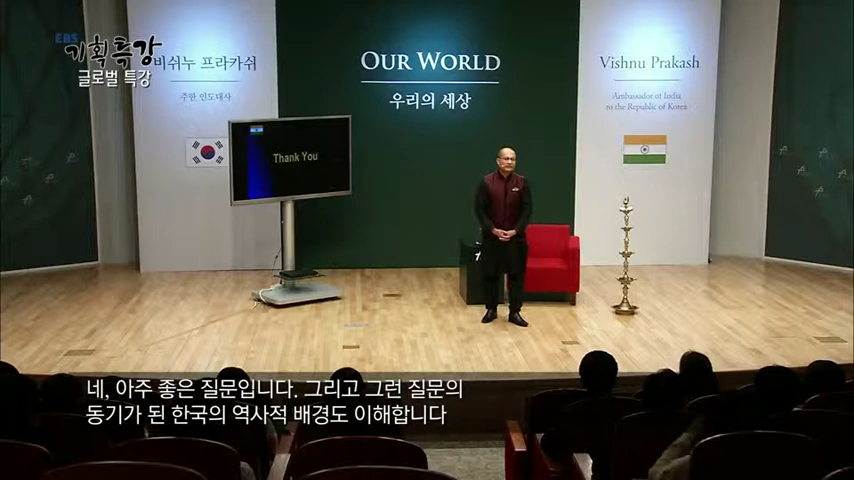 EBS
기획특강
글로벌 특강
비쉬누 프라카쉬
주한 인도대사
OUR WORLD
우리의 세상
Vishnu Prakash
Ambassador of India
to the Republic of Korea
Thank You
네, 아주 좋은 질문입니다. 그리고 그런 질문의
동기가 된 한국의 역사적 배경도 이해합니다